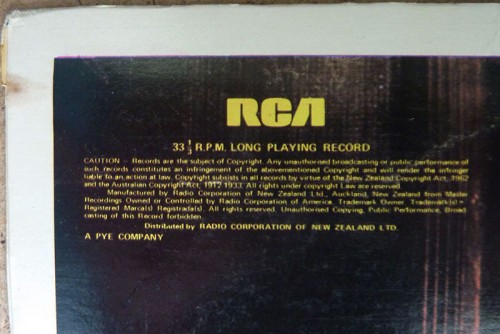 RCA
33 1/3 R.P.M. LONG PLAYING RECORD
CAUTION — Records are the subject of Copyright. Any unauthorised broadcasting or public performance of
such records constitutes an infringement of the abovementioned Copyright and will render the infringer
liable to an action at law. Copyright subsists in all records by virtue of the New Zealand Copyright Act, 1962
and the Australian Copyright Act, 1912-1933. All rights under copyright Law are reserved.
Manufactured by Radio Corporation of New Zealand Ltd., Auckland, New Zealand from Master
Recordings Owned or Controlled by Radio Corporation of America, Trademark Owner. Trademark(s)—
Registered Marca(s) Registrada(s). All rights reserved. Unauthorised Copying, Public Performance, Broad
casting of this Record forbidden.
Distributed by RADIO CORPORATION OF NEW ZEALAND LTD.
A PYE COMPANY